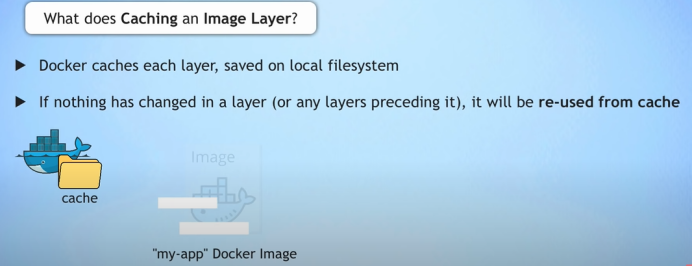 What does Caching an Image Layer?
▶ Docker caches each layer, saved on local filesystem
▶ If nothing has changed in a layer (or any layers preceding it), it will be re-used from cache
Image
cache
"my-app" Docker Image